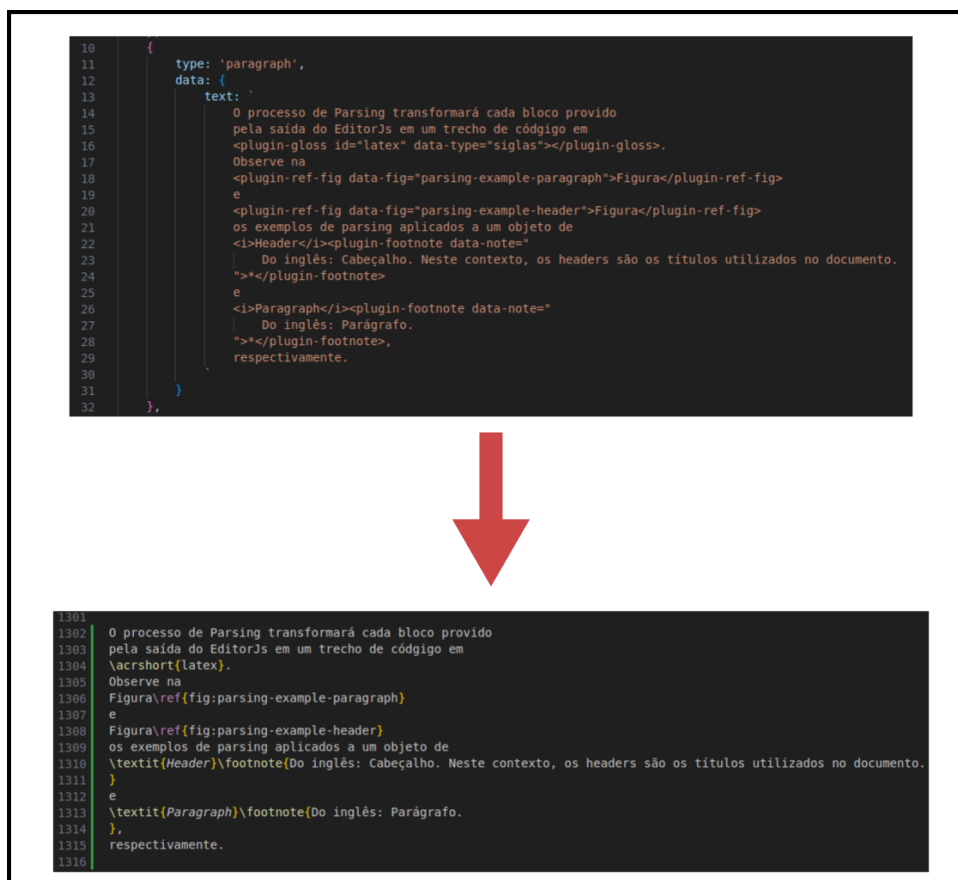 10 {
11 type: 'paragraph',
12 data: {
13 text: `
14 O processo de Parsing transformará cada bloco provido
15 pela saída do EditorJs em um trecho de códgigo em
16 <plugin-gloss id="latex" data-type="siglas"></plugin-gloss>.
17 Observe na
18 <plugin-ref-fig data-fig="parsing-example-paragraph">Figura</plugin-ref-fig>
19 e
20 <plugin-ref-fig data-fig="parsing-example-header">Figura</plugin-ref-fig>
21 os exemplos de parsing aplicados a um objeto de
22 <i>Header</i><plugin-footnote data-note="
23 Do inglês: Cabeçalho. Neste contexto, os headers são os títulos utilizados no documento.
24 ">*</plugin-footnote>
25 e
26 <i>Paragraph</i><plugin-footnote data-note="
27 Do inglês: Parágrafo.
28 ">*</plugin-footnote>,
29 respectivamente.
30 `
31 }
32 },
1301
1302 O processo de Parsing transformará cada bloco provido
1303 pela saída do EditorJs em um trecho de códgigo em
1304 \acrshort{latex}.
1305 Observe na
1306 Figura\ref{fig:parsing-example-paragraph}
1307 e
1308 Figura\ref{fig:parsing-example-header}
1309 os exemplos de parsing aplicados a um objeto de
1310 \textit{Header}\footnote{Do inglês: Cabeçalho. Neste contexto, os headers são os títulos utilizados no documento.
1311 }
1312 e
1313 \textit{Paragraph}\footnote{Do inglês: Parágrafo.
1314 },
1315 respectivamente.
1316